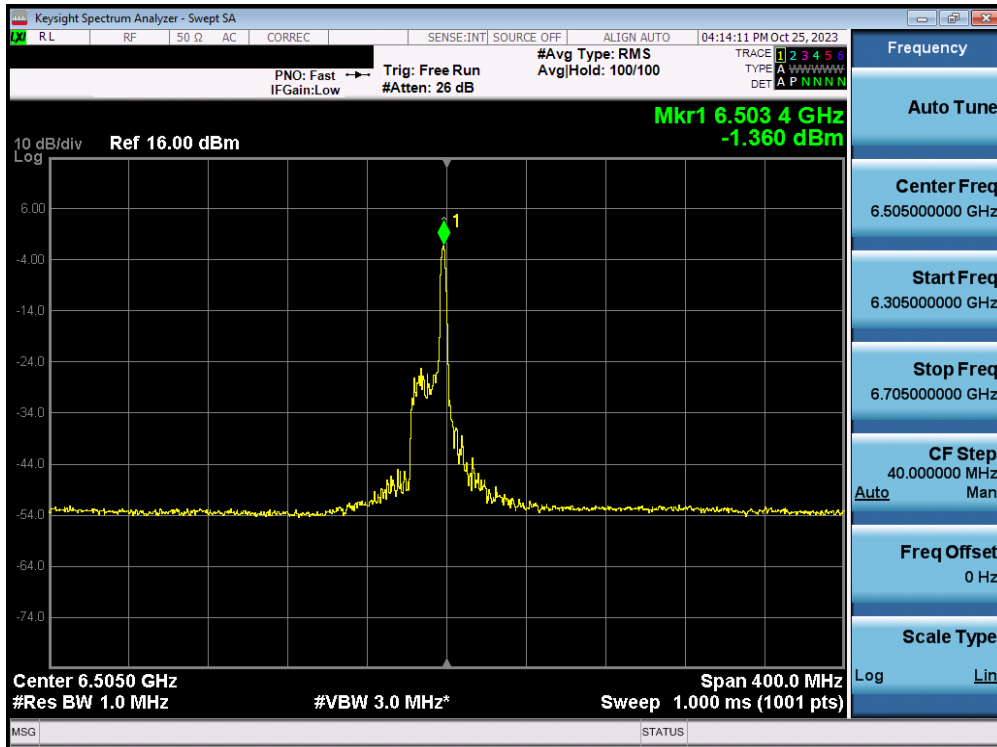 Keysight Spectrum Analyzer - Swept SA
LXI RL RF 50 Ω AC CORREC SENSE:INT SOURCE OFF ALIGN AUTO 04:14:11 PM Oct 25, 2023
PNO: Fast
IFGain:Low
Trig: Free Run
#Atten: 26 dB
#Avg Type: RMS
Avg|Hold: 100/100
TRACE 1 2 3 4 5 6
TYPE A WWWWW
DET A P N N N N
Mkr1 6.503 4 GHz
-1.360 dBm
10 dB/div Ref 16.00 dBm
Log
1
6.00
-4.00
-14.0
-24.0
-34.0
-44.0
-54.0
-64.0
-74.0
Center 6.5050 GHz Span 400.0 MHz
#Res BW 1.0 MHz #VBW 3.0 MHz* Sweep 1.000 ms (1001 pts)
MSG STATUS
Frequency
Auto Tune
Center Freq
6.505000000 GHz
Start Freq
6.305000000 GHz
Stop Freq
6.705000000 GHz
CF Step
40.000000 MHz
Auto Man
Freq Offset
0 Hz
Scale Type
Log Lin